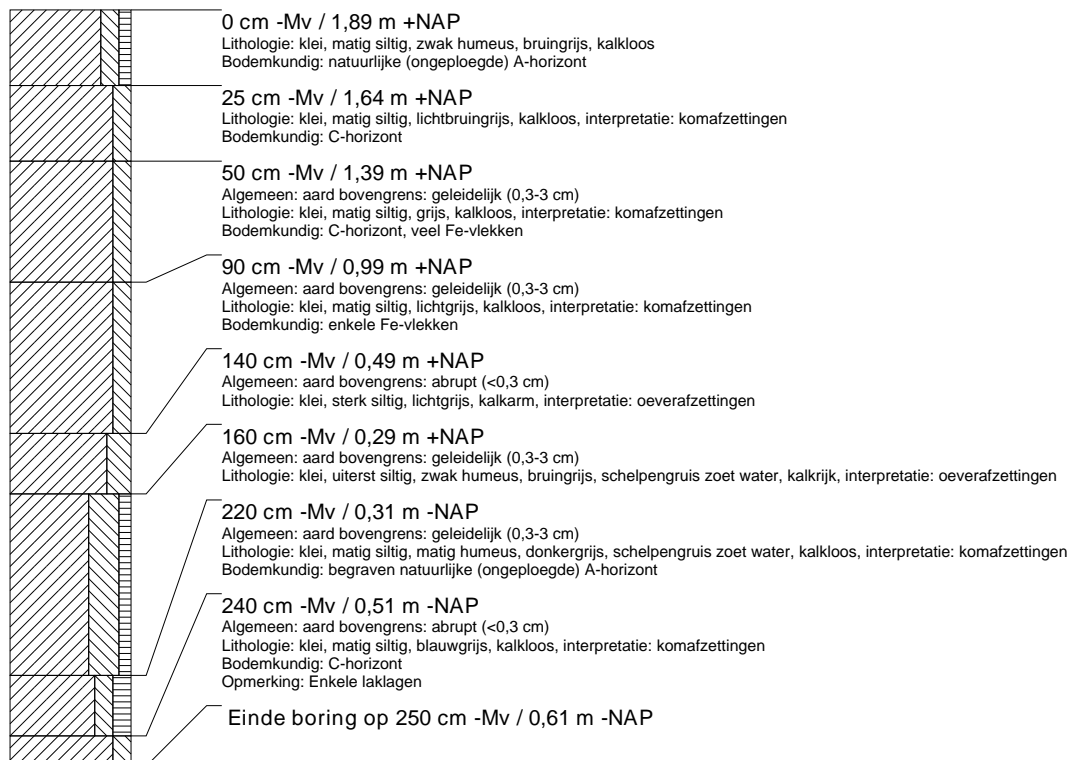 0 cm -Mv / 1,89 m +NAP
Lithologie: klei, matig siltig, zwak humeus, bruingrijs, kalkloos
Bodemkundig: natuurlijke (ongeploegde) A-horizont
25 cm -Mv / 1,64 m +NAP
Lithologie: klei, matig siltig, lichtbruingrijs, kalkloos, interpretatie: komafzettingen
Bodemkundig: C-horizont
50 cm -Mv / 1,39 m +NAP
Algemeen: aard bovengrens: geleidelijk (0,3-3 cm)
Lithologie: klei, matig siltig, grijs, kalkloos, interpretatie: komafzettingen
Bodemkundig: C-horizont, veel Fe-vlekken
90 cm -Mv / 0,99 m +NAP
Algemeen: aard bovengrens: geleidelijk (0,3-3 cm)
Lithologie: klei, matig siltig, lichtgrijs, kalkloos, interpretatie: komafzettingen
Bodemkundig: enkele Fe-vlekken
140 cm -Mv / 0,49 m +NAP
Algemeen: aard bovengrens: abrupt (<0,3 cm)
Lithologie: klei, sterk siltig, lichtgrijs, kalkarm, interpretatie: oeverafzettingen
160 cm -Mv / 0,29 m +NAP
Algemeen: aard bovengrens: geleidelijk (0,3-3 cm)
Lithologie: klei, uiterst siltig, zwak humeus, bruingrijs, schelpengruis zoet water, kalkrijk, interpretatie: oeverafzettingen
220 cm -Mv / 0,31 m -NAP
Algemeen: aard bovengrens: geleidelijk (0,3-3 cm)
Lithologie: klei, matig siltig, matig humeus, donkergrijs, schelpengruis zoet water, kalkloos, interpretatie: komafzettingen
Bodemkundig: begraven natuurlijke (ongeploegde) A-horizont
240 cm -Mv / 0,51 m -NAP
Algemeen: aard bovengrens: abrupt (<0,3 cm)
Lithologie: klei, matig siltig, blauwgrijs, kalkloos, interpretatie: komafzettingen
Bodemkundig: C-horizont
Opmerking: Enkele laklagen
Einde boring op 250 cm -Mv / 0,61 m -NAP